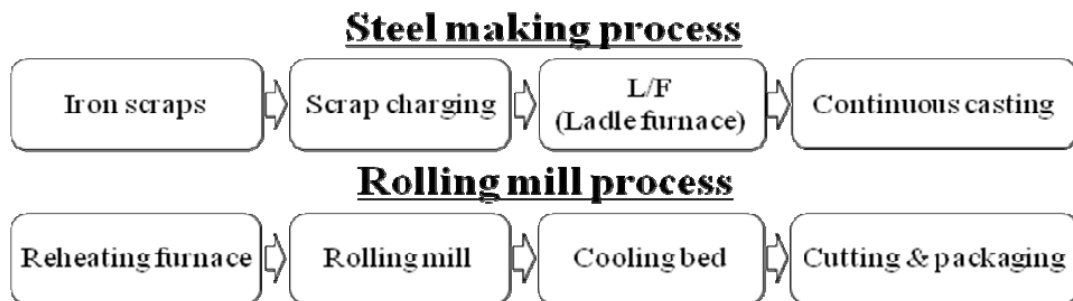 Steel making process
Iron scraps
Scrap charging
L/F
(Ladle furnace)
Continuous casting
Rolling mill process
Reheating furnace
Rolling mill
Cooling bed
Cutting & packaging